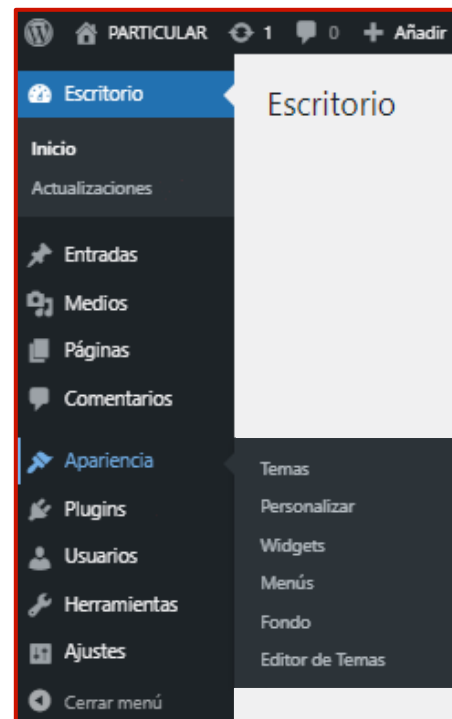 PARTICULAR 1 0 + Añadir
Escritorio
Escritorio
Inicio
Actualizaciones
Entradas
Medios
Páginas
Comentarios
Apariencia
Temas
Personalizar
Widgets
Menús
Fondo
Editor de Temas
Plugins
Usuarios
Herramientas
Ajustes
Cerrar menú